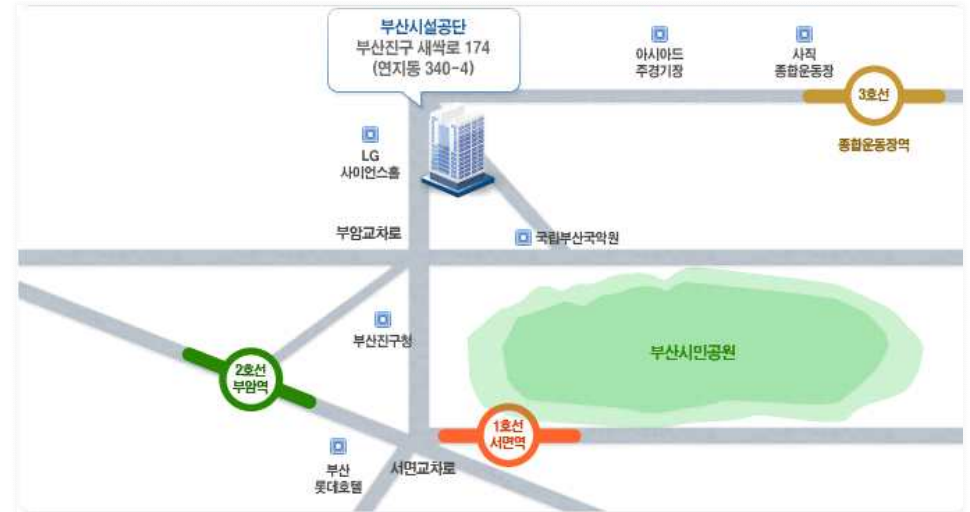 부산시설공단
부산진구 새싹로 174
(연지동 340-4)
아시아드
주경기장
사직
종합운동장
3호선
종합운동장역
LG
사이언스홀
부암교차로
국립부산국악원
부산진구청
부산시민공원
2호선
부암역
1호선
서면역
부산
롯데호텔
서면교차로